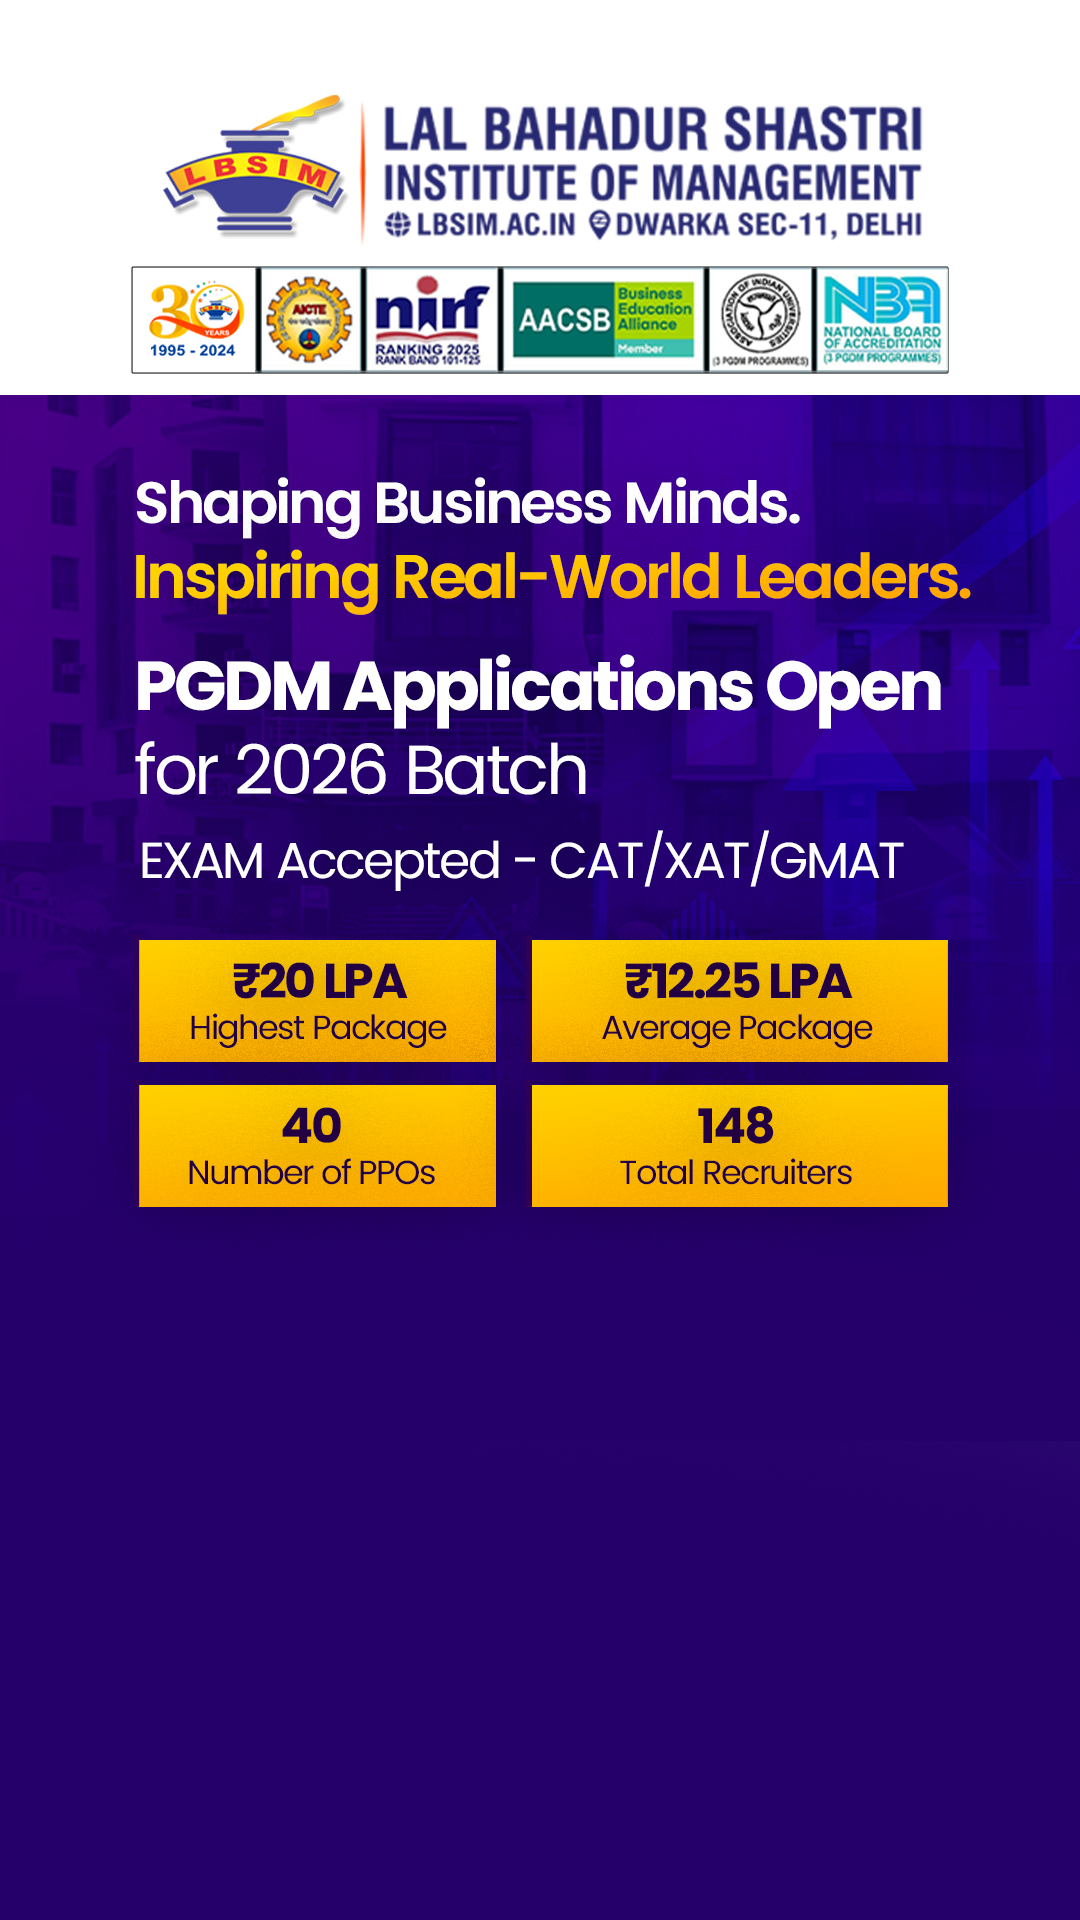 LBSIM
LAL BAHADUR SHASTRI
INSTITUTE OF MANAGEMENT
LBSIM.AC.IN DWARKA SEC-11, DELHI
30
YEARS
1995 - 2024
AICTE
nirf
RANKING 2025
RANK BAND 101-125
AACSB
Business
Education
Alliance
Member
ASSOCIATION OF INDIAN UNIVERSITIES
(3 PGDM PROGRAMMES)
NBA
NATIONAL BOARD
OF ACCREDITATION
(3 PGDM PROGRAMMES)
Shaping Business Minds.
Inspiring Real-World Leaders.
PGDM Applications Open
for 2026 Batch
EXAM Accepted - CAT/XAT/GMAT
₹20 LPA
Highest Package
₹12.25 LPA
Average Package
40
Number of PPOs
148
Total Recruiters